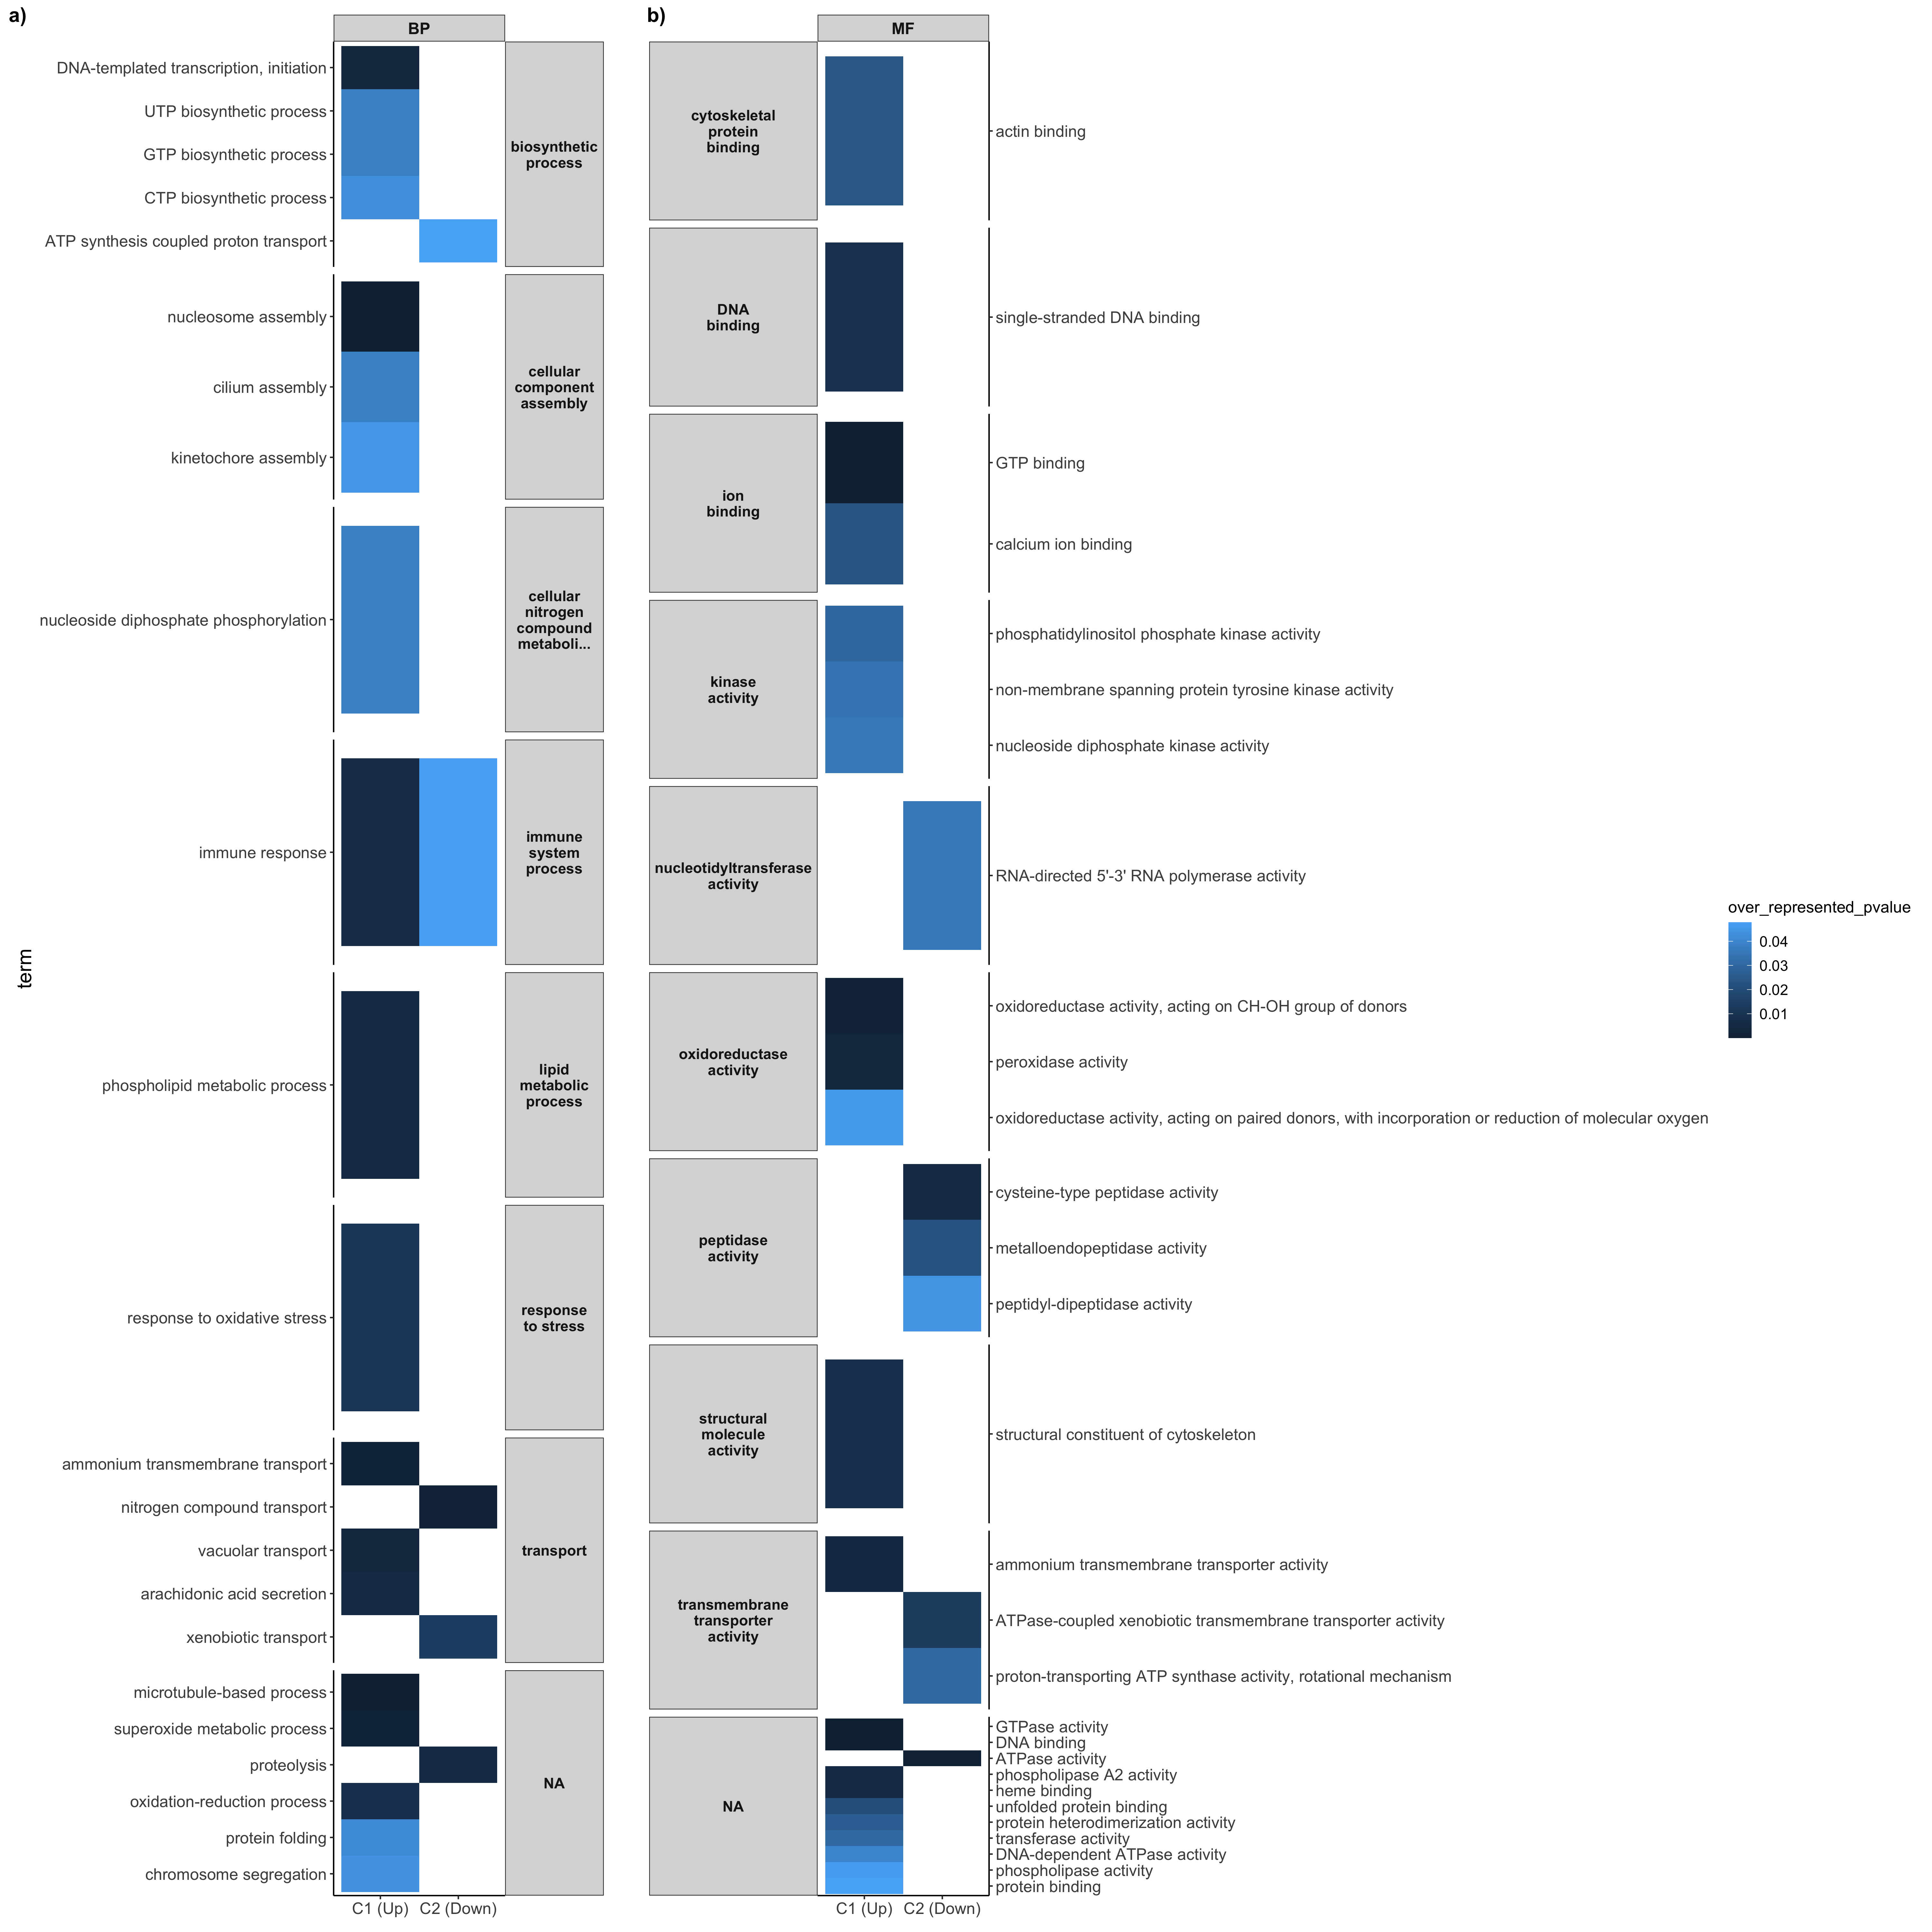 a)
BP
DNA-templated transcription, initiation
UTP biosynthetic process
GTP biosynthetic process
CTP biosynthetic process
ATP synthesis coupled proton transport
biosynthetic
process
nucleosome assembly
cilium assembly
kinetochore assembly
cellular
component
assembly
nucleoside diphosphate phosphorylation
cellular
nitrogen
compound
metaboli...
immune response
immune
system
process
term
phospholipid metabolic process
lipid
metabolic
process
response to oxidative stress
response
to stress
ammonium transmembrane transport
nitrogen compound transport
vacuolar transport
arachidonic acid secretion
xenobiotic transport
transport
microtubule-based process
superoxide metabolic process
proteolysis
oxidation-reduction process
protein folding
chromosome segregation
NA
C1 (Up)
C2 (Down)
b)
MF
cytoskeletal
protein
binding
actin binding
DNA
binding
single-stranded DNA binding
ion
binding
GTP binding
calcium ion binding
kinase
activity
phosphatidylinositol phosphate kinase activity
non-membrane spanning protein tyrosine kinase activity
nucleoside diphosphate kinase activity
nucleotidyltransferase
activity
RNA-directed 5'-3' RNA polymerase activity
oxidoreductase
activity
oxidoreductase activity, acting on CH-OH group of donors
peroxidase activity
oxidoreductase activity, acting on paired donors, with incorporation or reduction of molecular oxygen
peptidase
activity
cysteine-type peptidase activity
metalloendopeptidase activity
peptidyl-dipeptidase activity
structural
molecule
activity
structural constituent of cytoskeleton
transmembrane
transporter
activity
ammonium transmembrane transporter activity
ATPase-coupled xenobiotic transmembrane transporter activity
proton-transporting ATP synthase activity, rotational mechanism
NA
GTPase activity
DNA binding
ATPase activity
phospholipase A2 activity
heme binding
unfolded protein binding
protein heterodimerization activity
transferase activity
DNA-dependent ATPase activity
phospholipase activity
protein binding
C1 (Up)
C2 (Down)
over_represented_pvalue
0.04
0.03
0.02
0.01